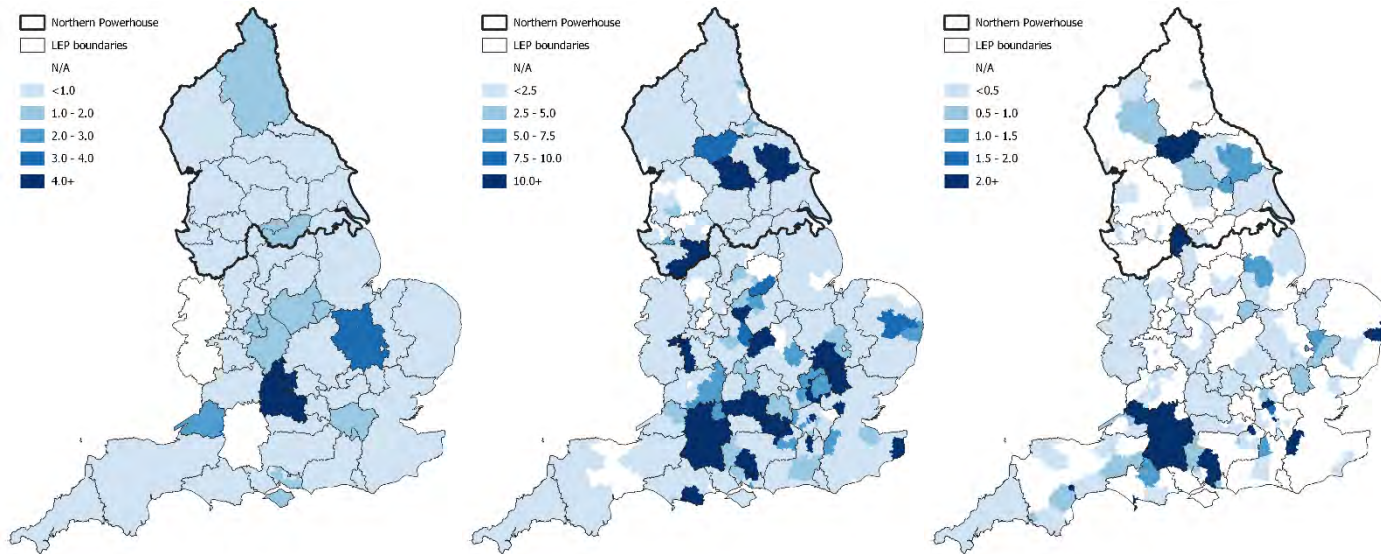 Northern Powerhouse
LEP boundaries
N/A
<1.0
1.0 - 2.0
2.0 - 3.0
3.0 - 4.0
4.0+
Northern Powerhouse
LEP boundaries
N/A
<2.5
2.5 - 5.0
5.0 - 7.5
7.5 - 10.0
10.0+
Northern Powerhouse
LEP boundaries
N/A
<0.5
0.5 - 1.0
1.0 - 1.5
1.5 - 2.0
2.0+